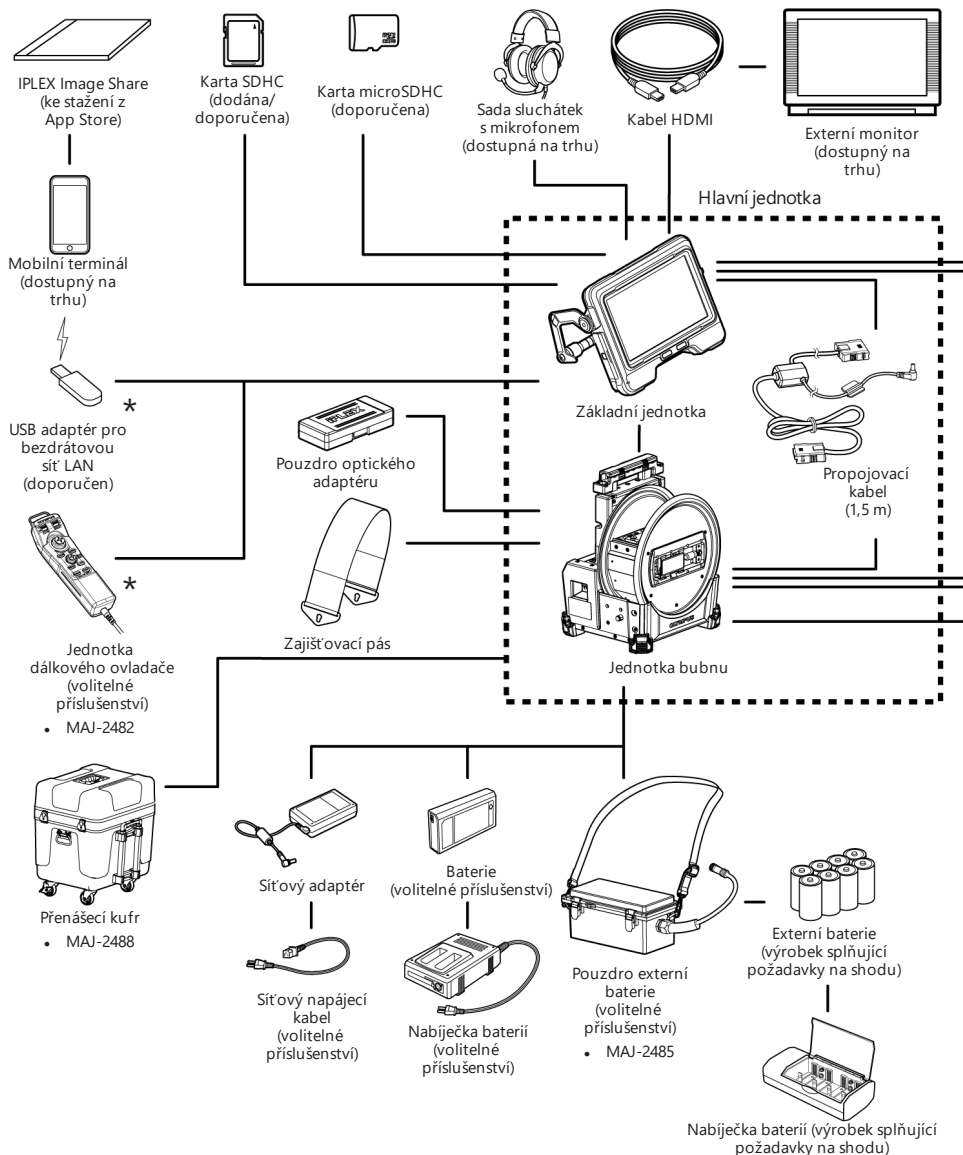 IPLEX Image Share
(ke stažení z
App Store)
Karta SDHC
(dodána/
doporučena)
Karta microSDHC
(doporučena)
Sada sluchátek
s mikrofonem
(dostupná na trhu)
Kabel HDMI
Externí monitor
(dostupný na
trhu)
Hlavní jednotka
Mobilní terminál
(dostupný na
trhu)
*
USB adaptér pro
bezdrátovou
síť LAN
(doporučen)
IPLEX
Pouzdro optického
adaptéru
Základní jednotka
Propojovací
kabel
(1,5 m)
*
Jednotka
dálkového ovladače
(volitelné
příslušenství)
• MAJ-2482
Zajišťovací pás
OLYMPUS
Jednotka bubnu
Přenášecí kufr
• MAJ-2488
Síťový adaptér
Baterie
(volitelné příslušenství)
Síťový napájecí
kabel
(volitelné
příslušenství)
Nabíječka baterií
(volitelné
příslušenství)
Pouzdro externí
baterie
(volitelné
příslušenství)
• MAJ-2485
Externí baterie
(výrobek splňující
požadavky na shodu)
Nabíječka baterií (výrobek splňující
požadavky na shodu)